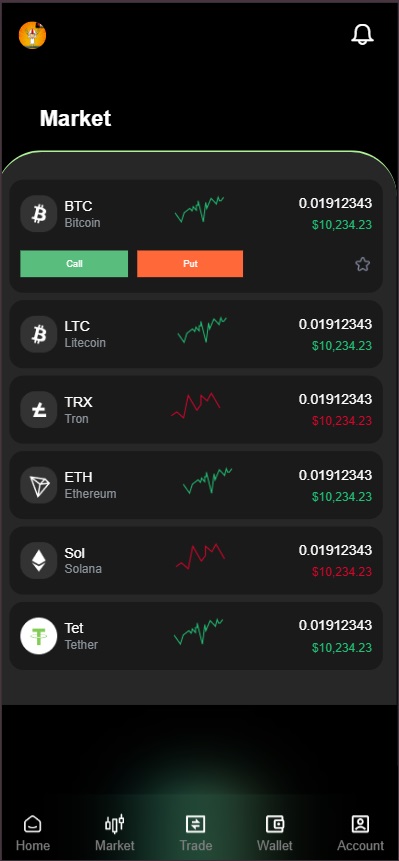 Market
BTC
Bitcoin
0.01912343
$10,234.23
Call
Put
LTC
Litecoin
0.01912343
$10,234.23
TRX
Tron
0.01912343
$10,234.23
ETH
Ethereum
0.01912343
$10,234.23
Sol
Solana
0.01912343
$10,234.23
Tet
Tether
0.01912343
$10,234.23
Home
Market
Trade
Wallet
Account